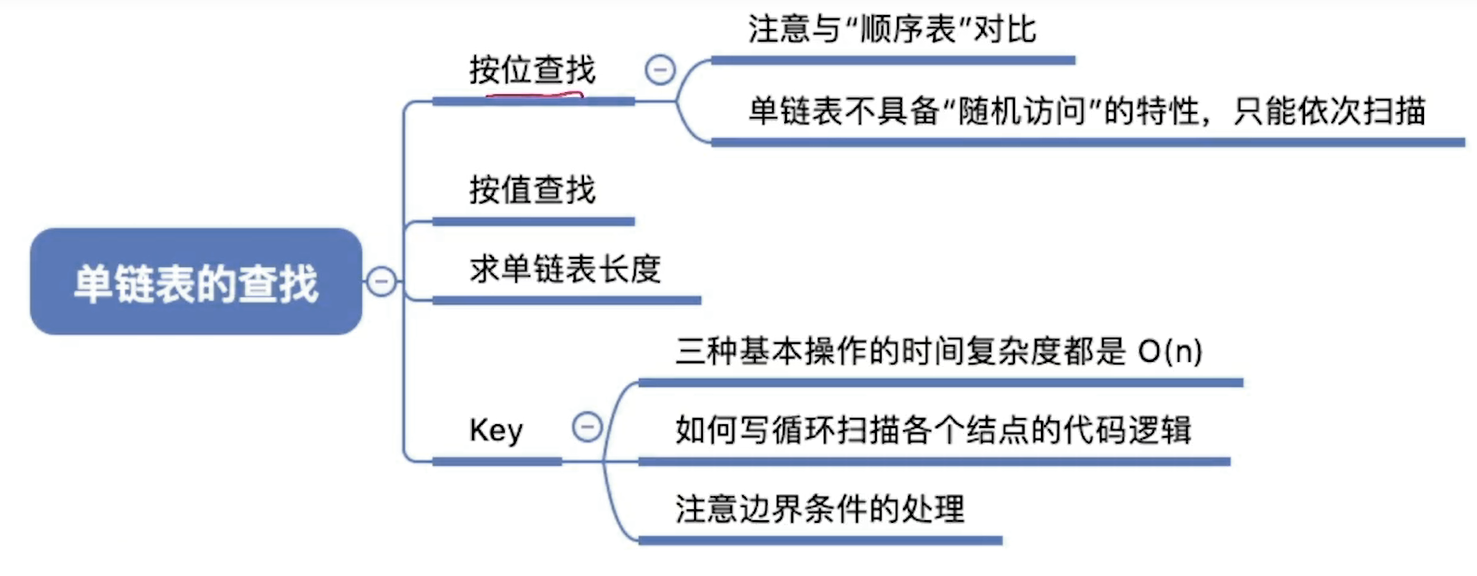 注意与“顺序表”对比
按位查找
单链表不具备“随机访问”的特性，只能依次扫描
按值查找
单链表的查找
求单链表长度
三种基本操作的时间复杂度都是 O(n)
Key
如何写循环扫描各个结点的代码逻辑
注意边界条件的处理